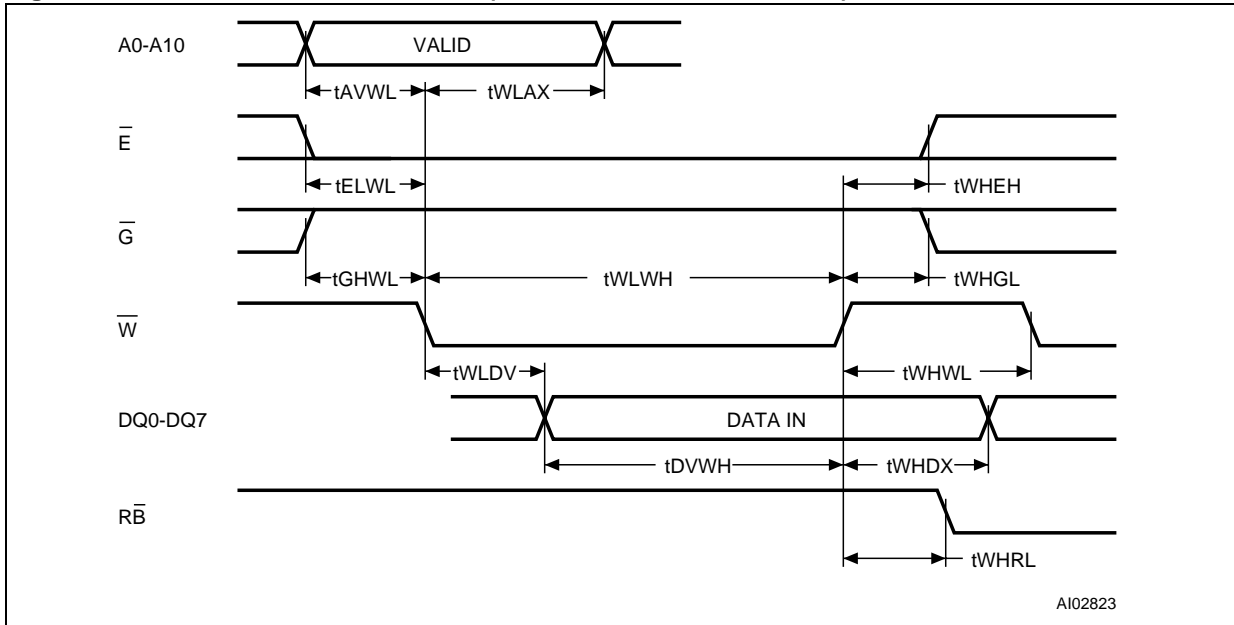 A0-A10
VALID
tAVWL
tWLAX
E̅
tELWL
tWHEH
G̅
tGHWL
tWLWH
tWHGL
W̅
tWLDV
tWHWL
DQ0-DQ7
DATA IN
tDVWH
tWHDX
RB̅
tWHRL
AI02823